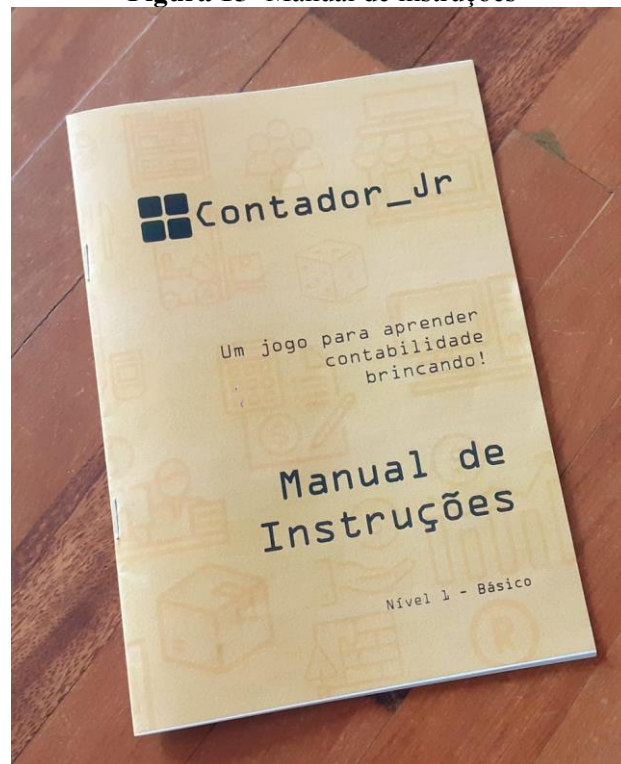 Figura 13- Manual de instruções
Contador_Jr
Um jogo para aprender
contabilidade
brincando!
Manual de
Instruções
Nível 1 - Básico
R